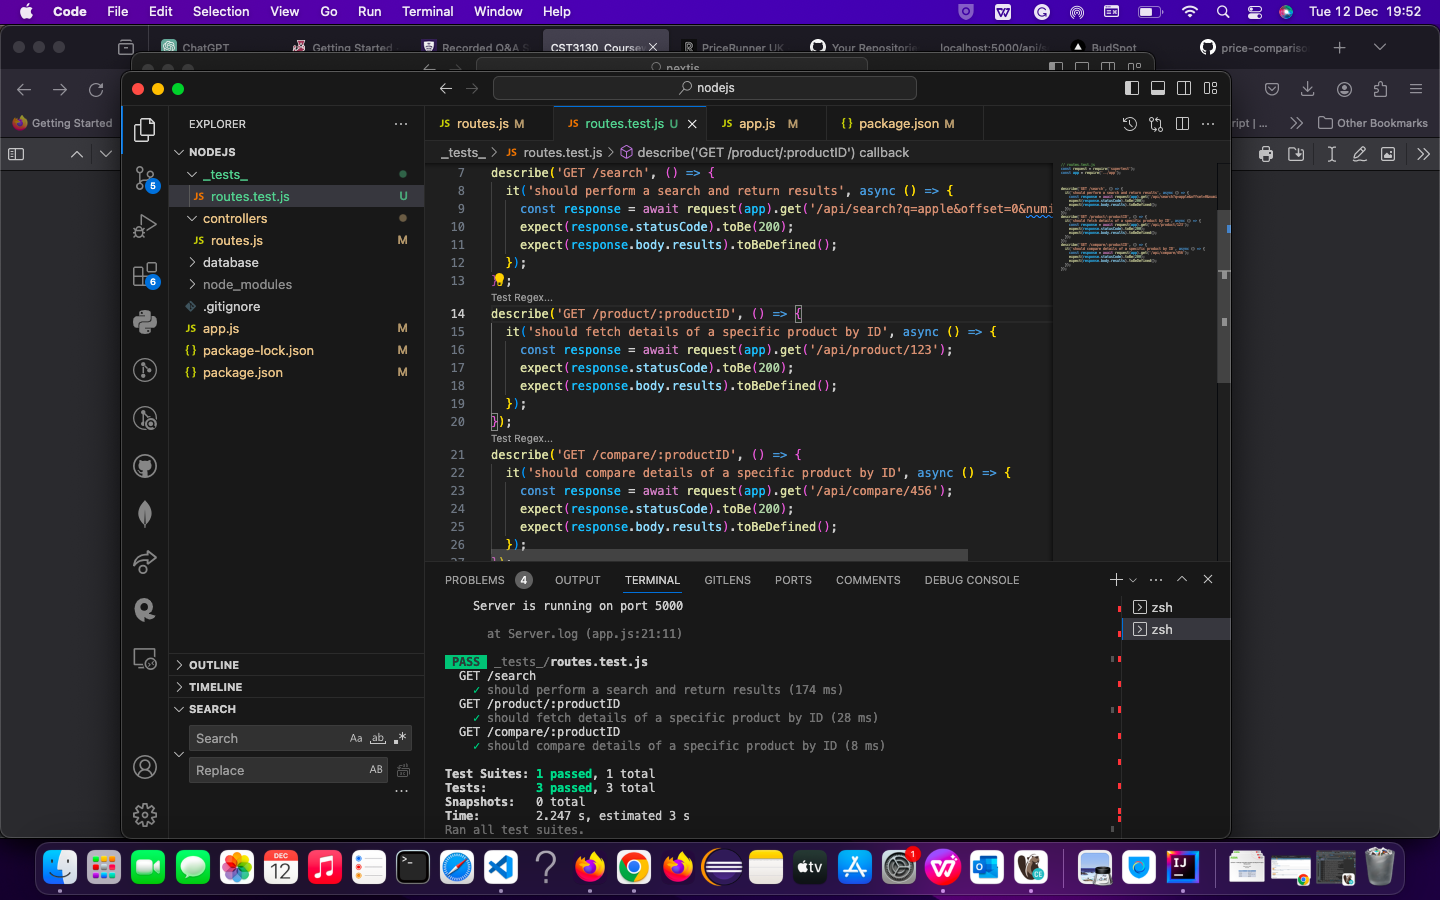 Code File Edit Selection View Go Run Terminal Window Help Tue 12 Dec 19:52
ChatGPT Getting Started Recorded Q&A S CST3130_Coursew PriceRunner UK Your Repositorie localhost:5000/api/s BudSpot price-compariso
nextjs
nodejs
Getting Started
ript | ... Other Bookmarks
EXPLORER
NODEJS
_tests_
JS routes.test.js U
controllers
JS routes.js M
database
node_modules
.gitignore
JS app.js M
{} package-lock.json M
{} package.json M
5
6
OUTLINE
TIMELINE
SEARCH
Search Aa ab .*
Replace AB
JS routes.js M JS routes.test.js U JS app.js M {} package.json M
_tests_ > JS routes.test.js > describe('GET /product/:productID') callback
7 describe('GET /search', () => {
8 it('should perform a search and return results', async () => {
9 const response = await request(app).get('/api/search?q=apple&offset=0&numi
10 expect(response.statusCode).toBe(200);
11 expect(response.body.results).toBeDefined();
12 });
13 });
Test Regex...
14 describe('GET /product/:productID', () => {
15 it('should fetch details of a specific product by ID', async () => {
16 const response = await request(app).get('/api/product/123');
17 expect(response.statusCode).toBe(200);
18 expect(response.body.results).toBeDefined();
19 });
20 });
Test Regex...
21 describe('GET /compare/:productID', () => {
22 it('should compare details of a specific product by ID', async () => {
23 const response = await request(app).get('/api/compare/456');
24 expect(response.statusCode).toBe(200);
25 expect(response.body.results).toBeDefined();
26 });
27 });
PROBLEMS 4 OUTPUT TERMINAL GITLENS PORTS COMMENTS DEBUG CONSOLE
zsh
zsh
Server is running on port 5000
at Server.log (app.js:21:11)
PASS _tests_/routes.test.js
GET /search
✓ should perform a search and return results (174 ms)
GET /product/:productID
✓ should fetch details of a specific product by ID (28 ms)
GET /compare/:productID
✓ should compare details of a specific product by ID (8 ms)
Test Suites: 1 passed, 1 total
Tests: 3 passed, 3 total
Snapshots: 0 total
Time: 2.247 s, estimated 3 s
Ran all test suites.
DEC
12
tv
1
IJ
CE